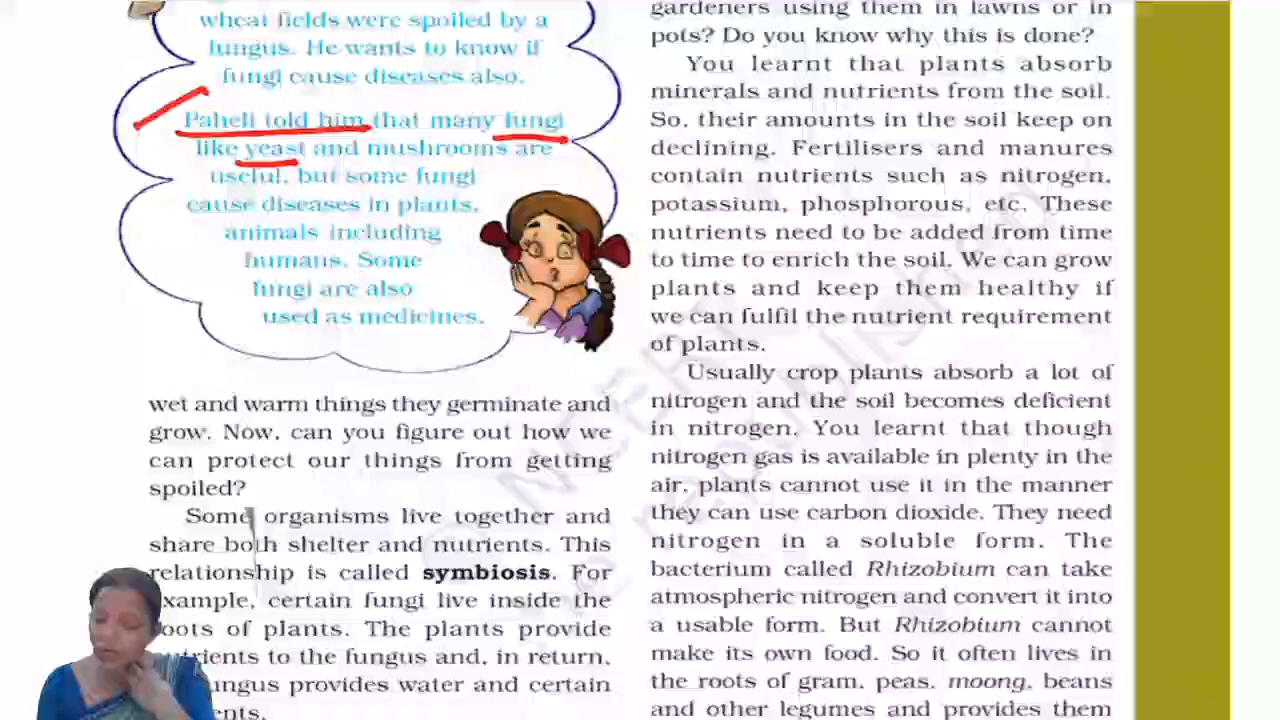 wheat fields were spoiled by a
fungus. He wants to know if
fungi cause diseases also.
Paheli told him that many fungi
like yeast and mushrooms are
useful, but some fungi
cause diseases in plants,
animals including
humans. Some
fungi are also
used as medicines.
wet and warm things they germinate and
grow. Now, can you figure out how we
can protect our things from getting
spoiled?
Some organisms live together and
share both shelter and nutrients. This
relationship is called symbiosis. For
example, certain fungi live inside the
roots of plants. The plants provide
nutrients to the fungus and, in return,
fungus provides water and certain
gardeners using them in lawns or in
pots? Do you know why this is done?
You learnt that plants absorb
minerals and nutrients from the soil.
So, their amounts in the soil keep on
declining. Fertilisers and manures
contain nutrients such as nitrogen,
potassium, phosphorous, etc. These
nutrients need to be added from time
to time to enrich the soil. We can grow
plants and keep them healthy if
we can fulfil the nutrient requirement
of plants.
Usually crop plants absorb a lot of
nitrogen and the soil becomes deficient
in nitrogen. You learnt that though
nitrogen gas is available in plenty in the
air, plants cannot use it in the manner
they can use carbon dioxide. They need
nitrogen in a soluble form. The
bacterium called Rhizobium can take
atmospheric nitrogen and convert it into
a usable form. But Rhizobium cannot
make its own food. So it often lives in
the roots of gram, peas, moong, beans
and other legumes and provides them